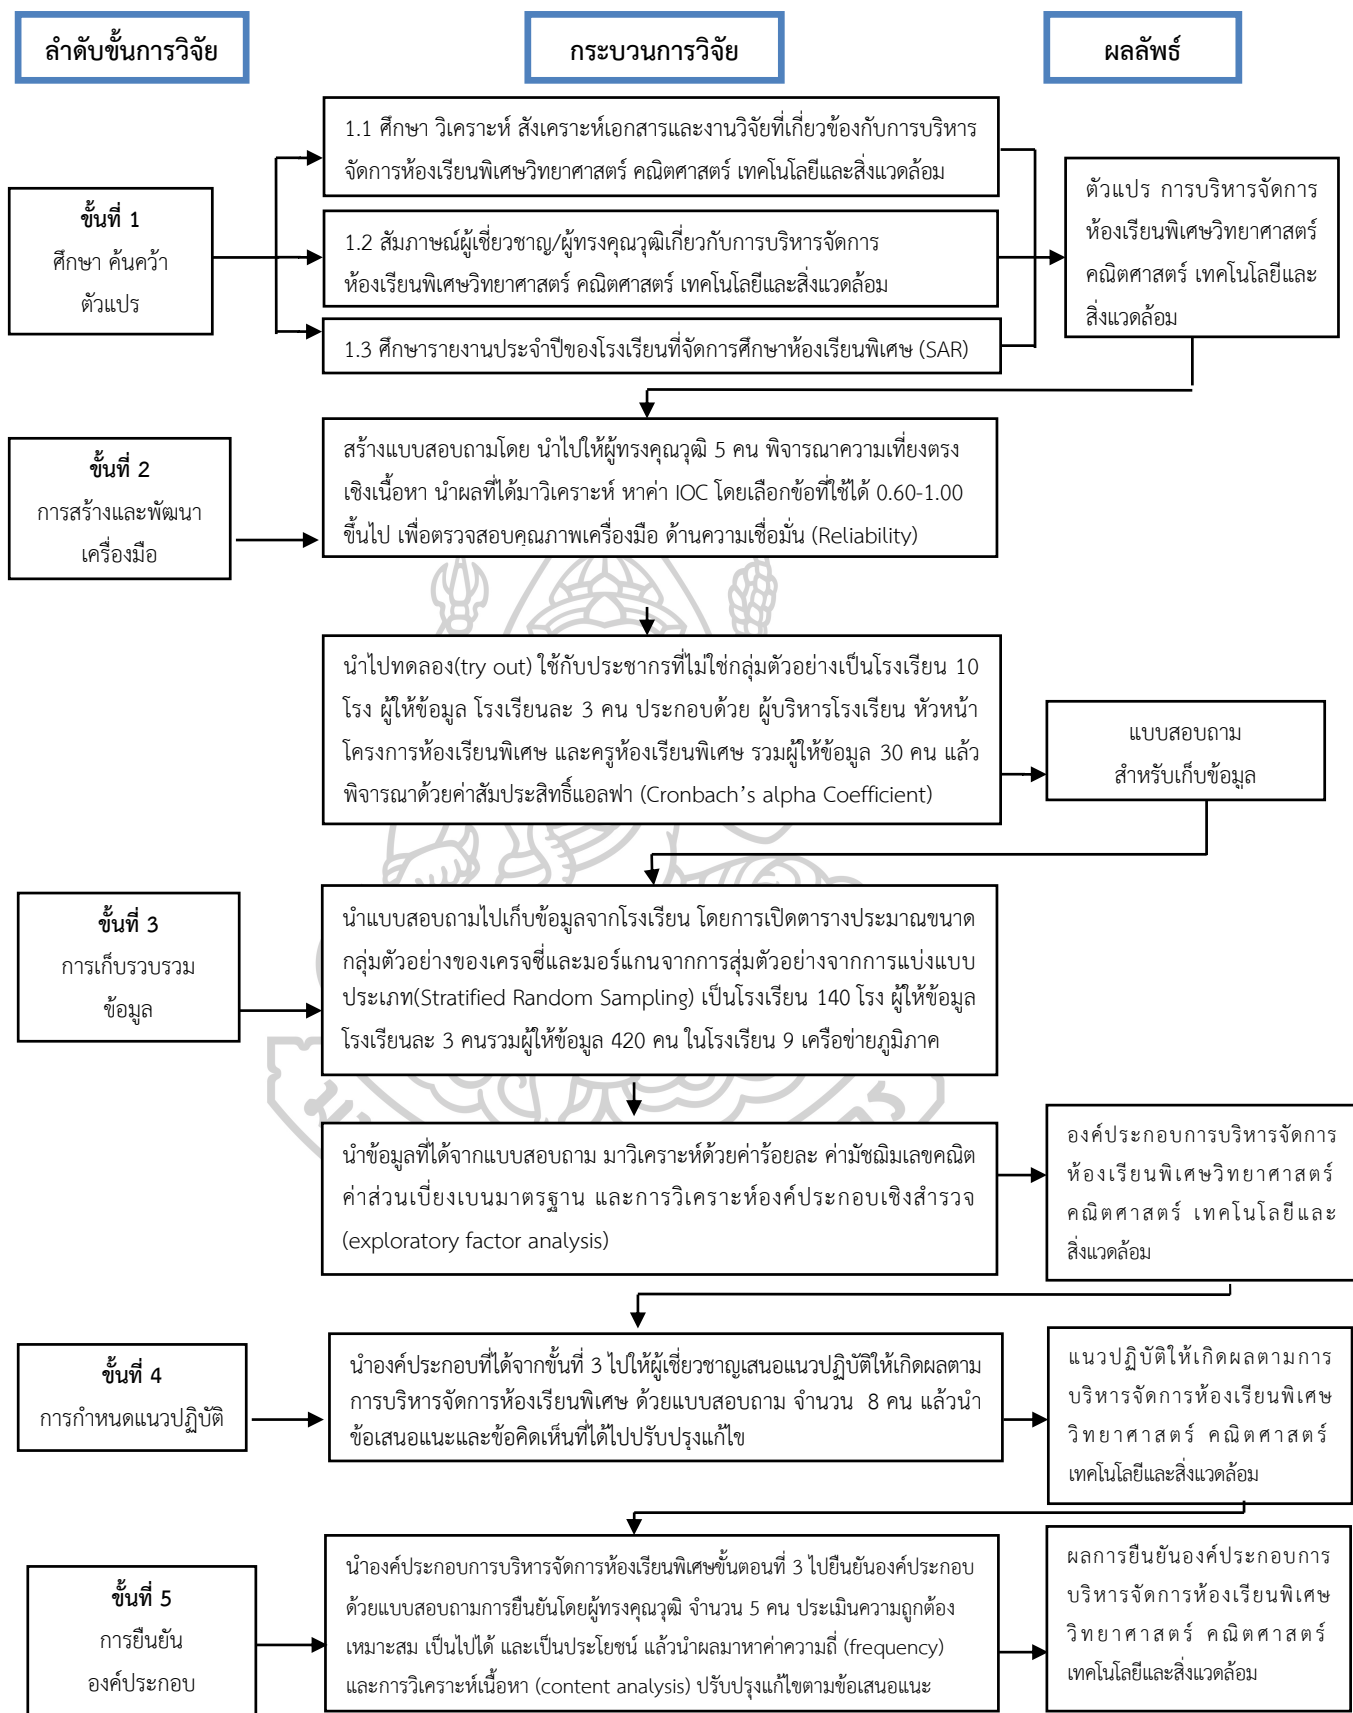 ลำดับขั้นการวิจัย
กระบวนการวิจัย
ผลลัพธ์
ขั้นที่ 1
ศึกษา ค้นคว้า
ตัวแปร
1.1 ศึกษา วิเคราะห์ สังเคราะห์เอกสารและงานวิจัยที่เกี่ยวข้องกับการบริหาร
จัดการห้องเรียนพิเศษวิทยาศาสตร์ คณิตศาสตร์ เทคโนโลยีและสิ่งแวดล้อม
1.2 สัมภาษณ์ผู้เชี่ยวชาญ/ผู้ทรงคุณวุฒิเกี่ยวกับการบริหารจัดการ
ห้องเรียนพิเศษวิทยาศาสตร์ คณิตศาสตร์ เทคโนโลยีและสิ่งแวดล้อม
1.3 ศึกษารายงานประจำปีของโรงเรียนที่จัดการศึกษาห้องเรียนพิเศษ (SAR)
ตัวแปร การบริหารจัดการ
ห้องเรียนพิเศษวิทยาศาสตร์
คณิตศาสตร์ เทคโนโลยีและ
สิ่งแวดล้อม
ขั้นที่ 2
การสร้างและพัฒนา
เครื่องมือ
สร้างแบบสอบถามโดย นำไปให้ผู้ทรงคุณวุฒิ 5 คน พิจารณาความเที่ยงตรง
เชิงเนื้อหา นำผลที่ได้มาวิเคราะห์ หาค่า IOC โดยเลือกข้อที่ใช้ได้ 0.60-1.00
ขึ้นไป เพื่อตรวจสอบคุณภาพเครื่องมือ ด้านความเชื่อมั่น (Reliability)
นำไปทดลอง(try out) ใช้กับประชากรที่ไม่ใช่กลุ่มตัวอย่างเป็นโรงเรียน 10
โรง ผู้ให้ข้อมูล โรงเรียนละ 3 คน ประกอบด้วย ผู้บริหารโรงเรียน หัวหน้า
โครงการห้องเรียนพิเศษ และครูห้องเรียนพิเศษ รวมผู้ให้ข้อมูล 30 คน แล้ว
พิจารณาด้วยค่าสัมประสิทธิ์แอลฟา (Cronbach’s alpha Coefficient)
แบบสอบถาม
สำหรับเก็บข้อมูล
ขั้นที่ 3
การเก็บรวบรวม
ข้อมูล
นำแบบสอบถามไปเก็บข้อมูลจากโรงเรียน โดยการเปิดตารางประมาณขนาด
กลุ่มตัวอย่างของเครจซี่และมอร์แกนจากการสุ่มตัวอย่างจากการแบ่งแบบ
ประเภท(Stratified Random Sampling) เป็นโรงเรียน 140 โรง ผู้ให้ข้อมูล
โรงเรียนละ 3 คนรวมผู้ให้ข้อมูล 420 คน ในโรงเรียน 9 เครือข่ายภูมิภาค
นำข้อมูลที่ได้จากแบบสอบถาม มาวิเคราะห์ด้วยค่าร้อยละ ค่ามัชฌิมเลขคณิต
ค่าส่วนเบี่ยงเบนมาตรฐาน และการวิเคราะห์องค์ประกอบเชิงสำรวจ
(exploratory factor analysis)
องค์ประกอบการบริหารจัดการ
ห้องเรียนพิเศษวิทยาศาสตร์
คณิตศาสตร์ เทคโนโลยีและ
สิ่งแวดล้อม
ขั้นที่ 4
การกำหนดแนวปฏิบัติ
นำองค์ประกอบที่ได้จากขั้นที่ 3 ไปให้ผู้เชี่ยวชาญเสนอแนวปฏิบัติให้เกิดผลตาม
การบริหารจัดการห้องเรียนพิเศษ ด้วยแบบสอบถาม จำนวน 8 คน แล้วนำ
ข้อเสนอแนะและข้อคิดเห็นที่ได้ไปปรับปรุงแก้ไข
แนวปฏิบัติให้เกิดผลตามการ
บริหารจัดการห้องเรียนพิเศษ
วิทยาศาสตร์ คณิตศาสตร์
เทคโนโลยีและสิ่งแวดล้อม
ขั้นที่ 5
การยืนยัน
องค์ประกอบ
นำองค์ประกอบการบริหารจัดการห้องเรียนพิเศษขั้นตอนที่ 3 ไปยืนยันองค์ประกอบ
ด้วยแบบสอบถามการยืนยันโดยผู้ทรงคุณวุฒิ จำนวน 5 คน ประเมินความถูกต้อง
เหมาะสม เป็นไปได้ และเป็นประโยชน์ แล้วนำผลมาหาค่าความถี่ (frequency)
และการวิเคราะห์เนื้อหา (content analysis) ปรับปรุงแก้ไขตามข้อเสนอแนะ
ผลการยืนยันองค์ประกอบการ
บริหารจัดการห้องเรียนพิเศษ
วิทยาศาสตร์ คณิตศาสตร์
เทคโนโลยีและสิ่งแวดล้อม